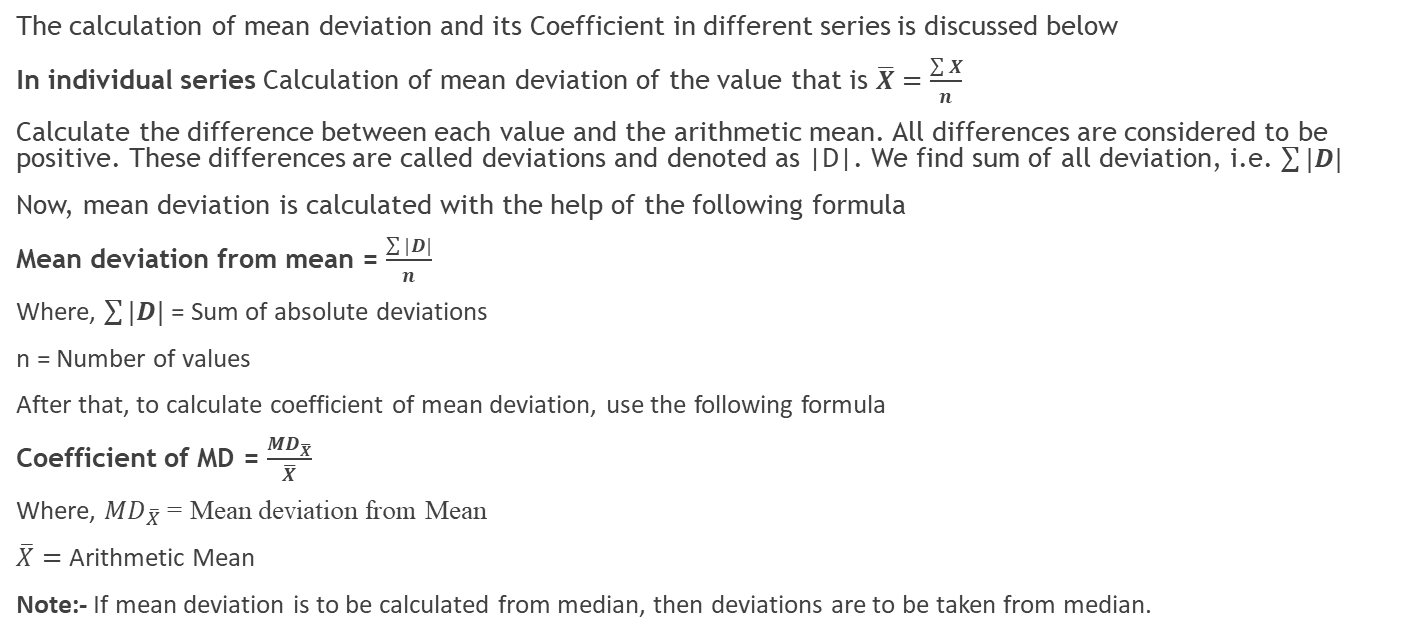 The calculation of mean deviation and its Coefficient in different series is discussed below
In individual series Calculation of mean deviation of the value that is X̅ = ∑ X / n
Calculate the difference between each value and the arithmetic mean. All differences are considered to be
positive. These differences are called deviations and denoted as |D|. We find sum of all deviation, i.e. ∑|D|
Now, mean deviation is calculated with the help of the following formula
Mean deviation from mean = ∑|D| / n
Where, ∑|D| = Sum of absolute deviations
n = Number of values
After that, to calculate coefficient of mean deviation, use the following formula
Coefficient of MD = MD_X̅ / X̅
Where, MD_X̅ = Mean deviation from Mean
X̅ = Arithmetic Mean
Note:- If mean deviation is to be calculated from median, then deviations are to be taken from median.